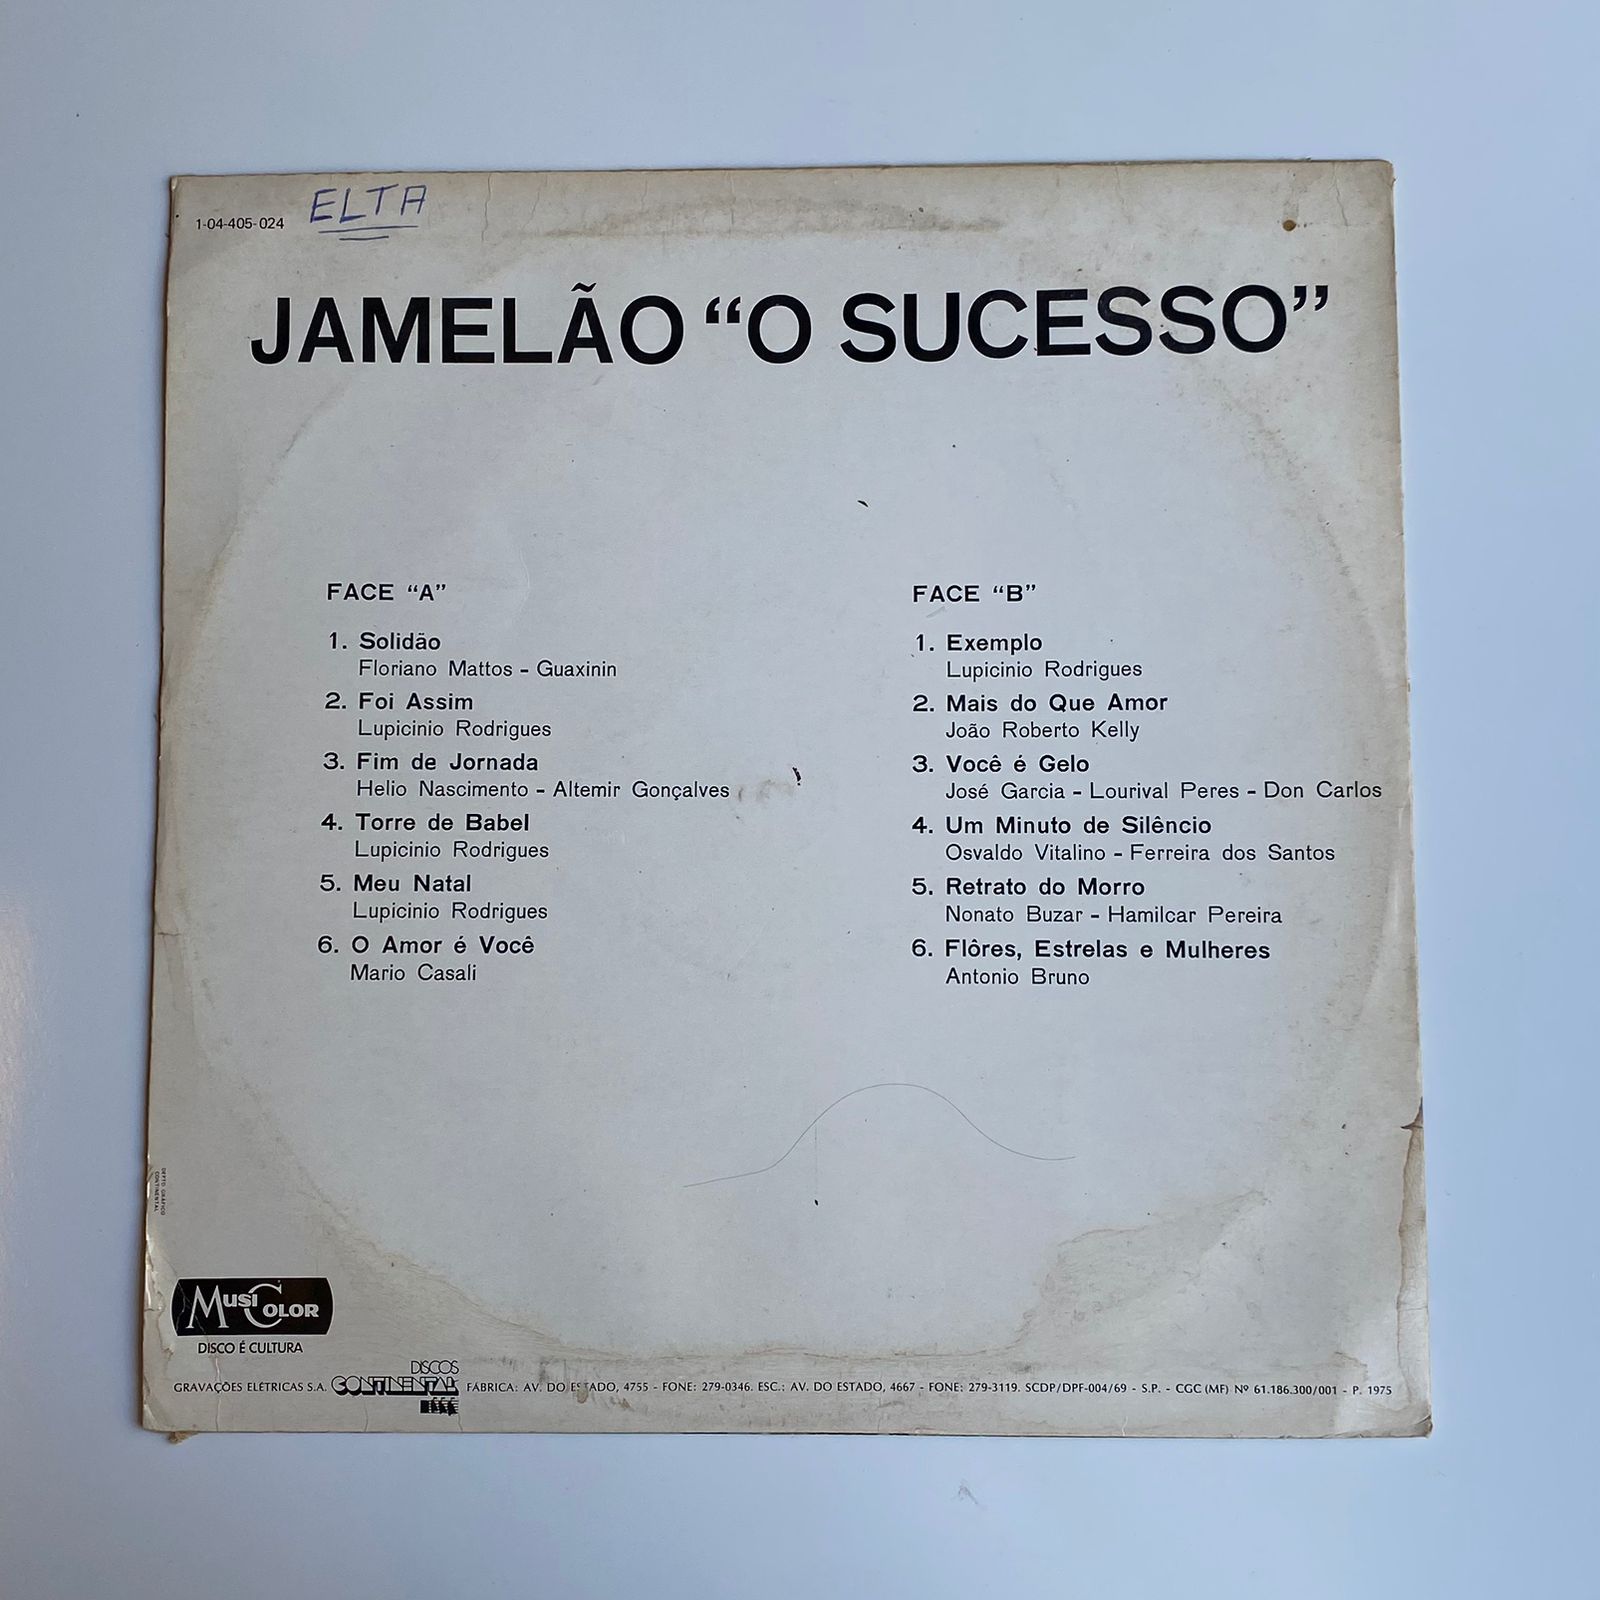 1-04-405-024
ELTA
JAMELÃO “O SUCESSO”
FACE “A”
1. Solidão
Floriano Mattos - Guaxinin
2. Foi Assim
Lupicinio Rodrigues
3. Fim de Jornada
Helio Nascimento - Altemir Gonçalves
4. Torre de Babel
Lupicinio Rodrigues
5. Meu Natal
Lupicinio Rodrigues
6. O Amor é Você
Mario Casali
FACE “B”
1. Exemplo
Lupicinio Rodrigues
2. Mais do Que Amor
João Roberto Kelly
3. Você é Gelo
José Garcia - Lourival Peres - Don Carlos
4. Um Minuto de Silêncio
Osvaldo Vitalino - Ferreira dos Santos
5. Retrato do Morro
Nonato Buzar - Hamilcar Pereira
6. Flôres, Estrelas e Mulheres
Antonio Bruno
DEPTO GRÁFICO
CONTINENTAL
MUSICOLOR
DISCO É CULTURA
GRAVAÇÕES ELÉTRICAS S.A. DISCOS CONTINENTAL FÁBRICA: AV. DO ESTADO, 4755 - FONE: 279-0346. ESC.: AV. DO ESTADO, 4667 - FONE: 279-3119. SCDP/DPF-004/69 - S.P. - CGC (MF) Nº 61.186.300/001 - P. 1975